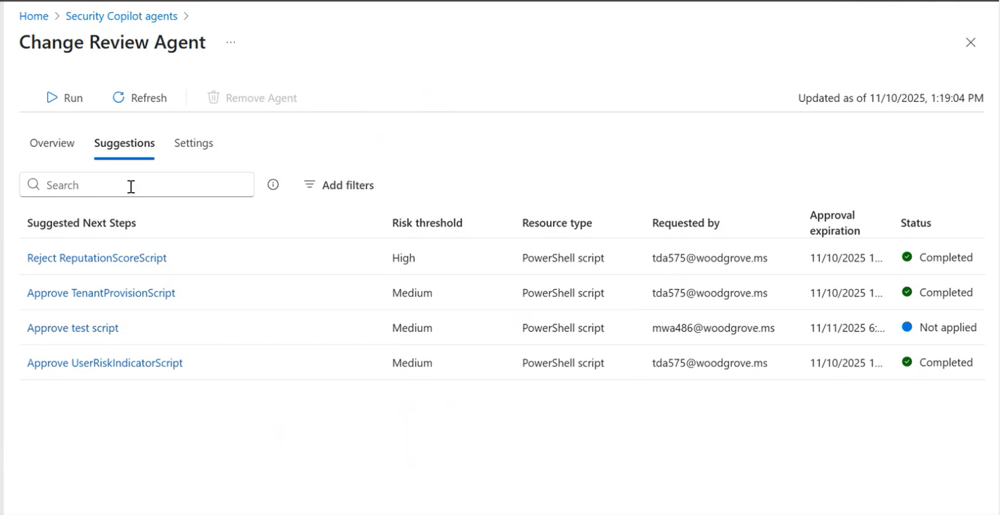 Home > Security Copilot agents >
Change Review Agent ...
Run Refresh Remove Agent Updated as of 11/10/2025, 1:19:04 PM
Overview Suggestions Settings
Search Add filters
Suggested Next Steps Risk threshold Resource type Requested by Approval expiration Status
Reject ReputationScoreScript High PowerShell script tda575@woodgrove.ms 11/10/2025 1... Completed
Approve TenantProvisionScript Medium PowerShell script tda575@woodgrove.ms 11/10/2025 1... Completed
Approve test script Medium PowerShell script mwa486@woodgrove.ms 11/11/2025 6:... Not applied
Approve UserRiskIndicatorScript Medium PowerShell script tda575@woodgrove.ms 11/10/2025 1... Completed